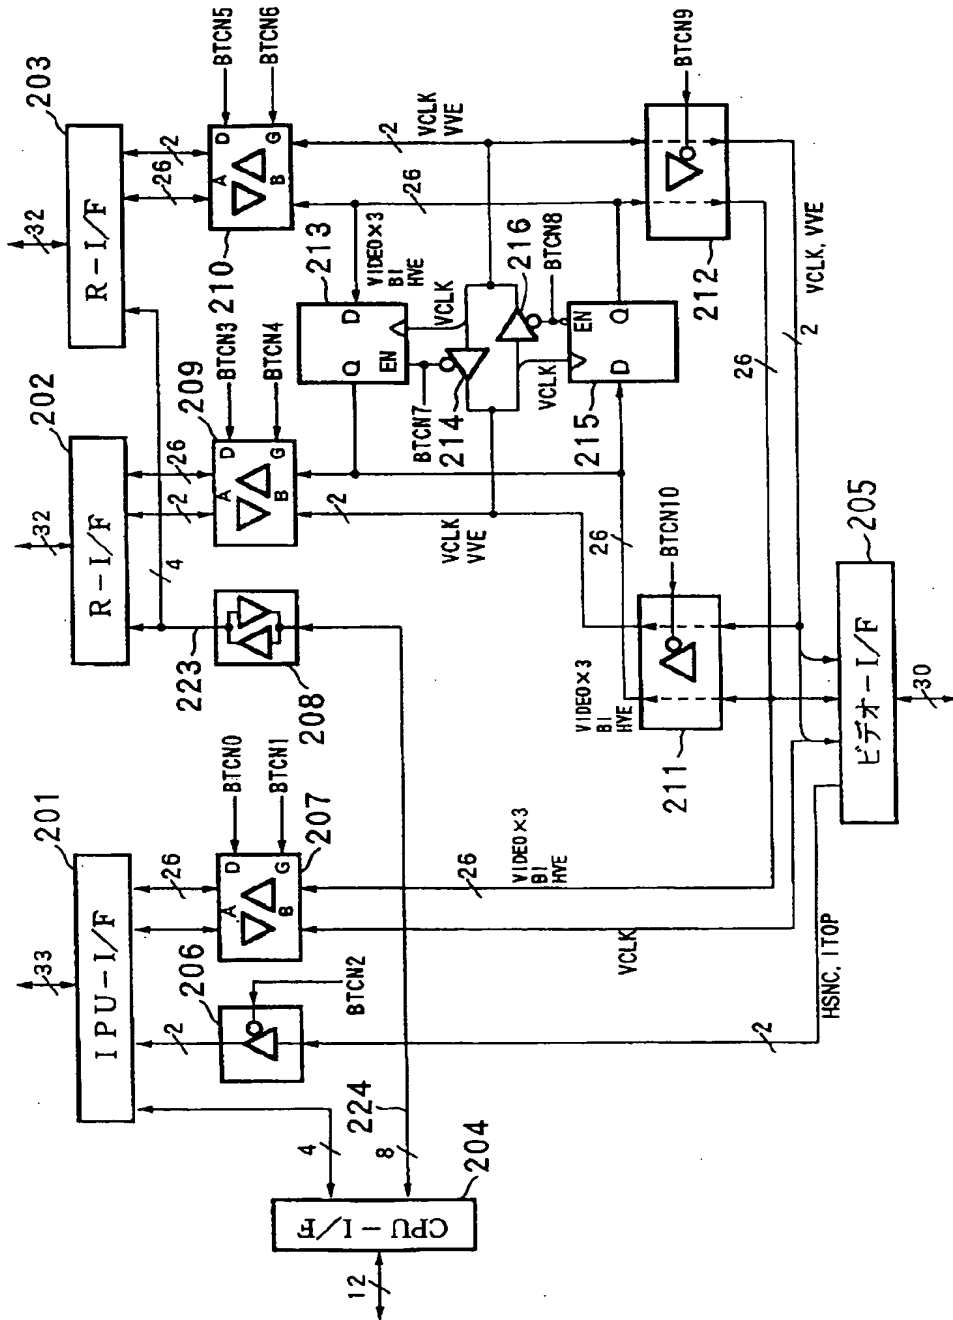 201
IPU-I/F
33
202
R-I/F
32
203
R-I/F
32
2
26
2
26
26
2
4
206
BTCN2
207
A
D
G
B
BTCN0
BTCN1
223
208
209
A
D
G
B
BTCN3
BTCN4
210
A
D
G
B
BTCN5
BTCN6
4
8
224
12
CPU-I/F
204
2
VCLK
VVE
213
Q
D
EN
VIDEO×3
BI
HVE
VCLK
BTCN7
214
216
BTCN8
VCLK
215
EN
D
Q
26
2
VCLK
VVE
26
VIDEO×3
BI
HVE
VCLK
26
VIDEO×3
BI
HVE
211
BTCN10
212
BTCN9
26
2
VCLK, VVE
2
HSNC, ITOP
ビデオ-I/F
205
30